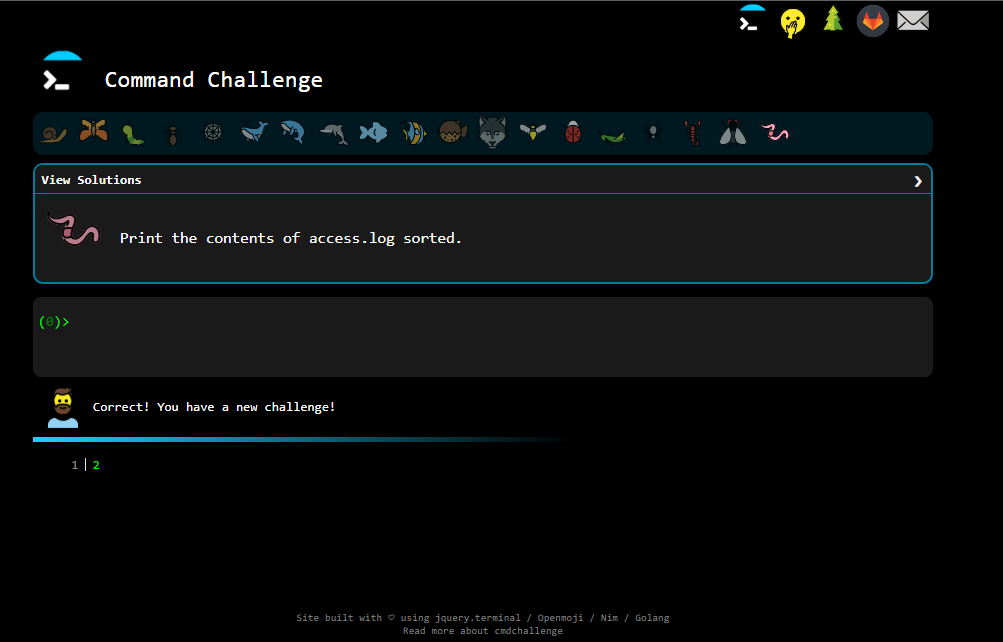 Command Challenge
View Solutions
Print the contents of access.log sorted.
(0)>
Correct! You have a new challenge!
1 2
Site built with ♡ using jquery.terminal / Openmoji / Nim / Golang
Read more about cmdchallenge